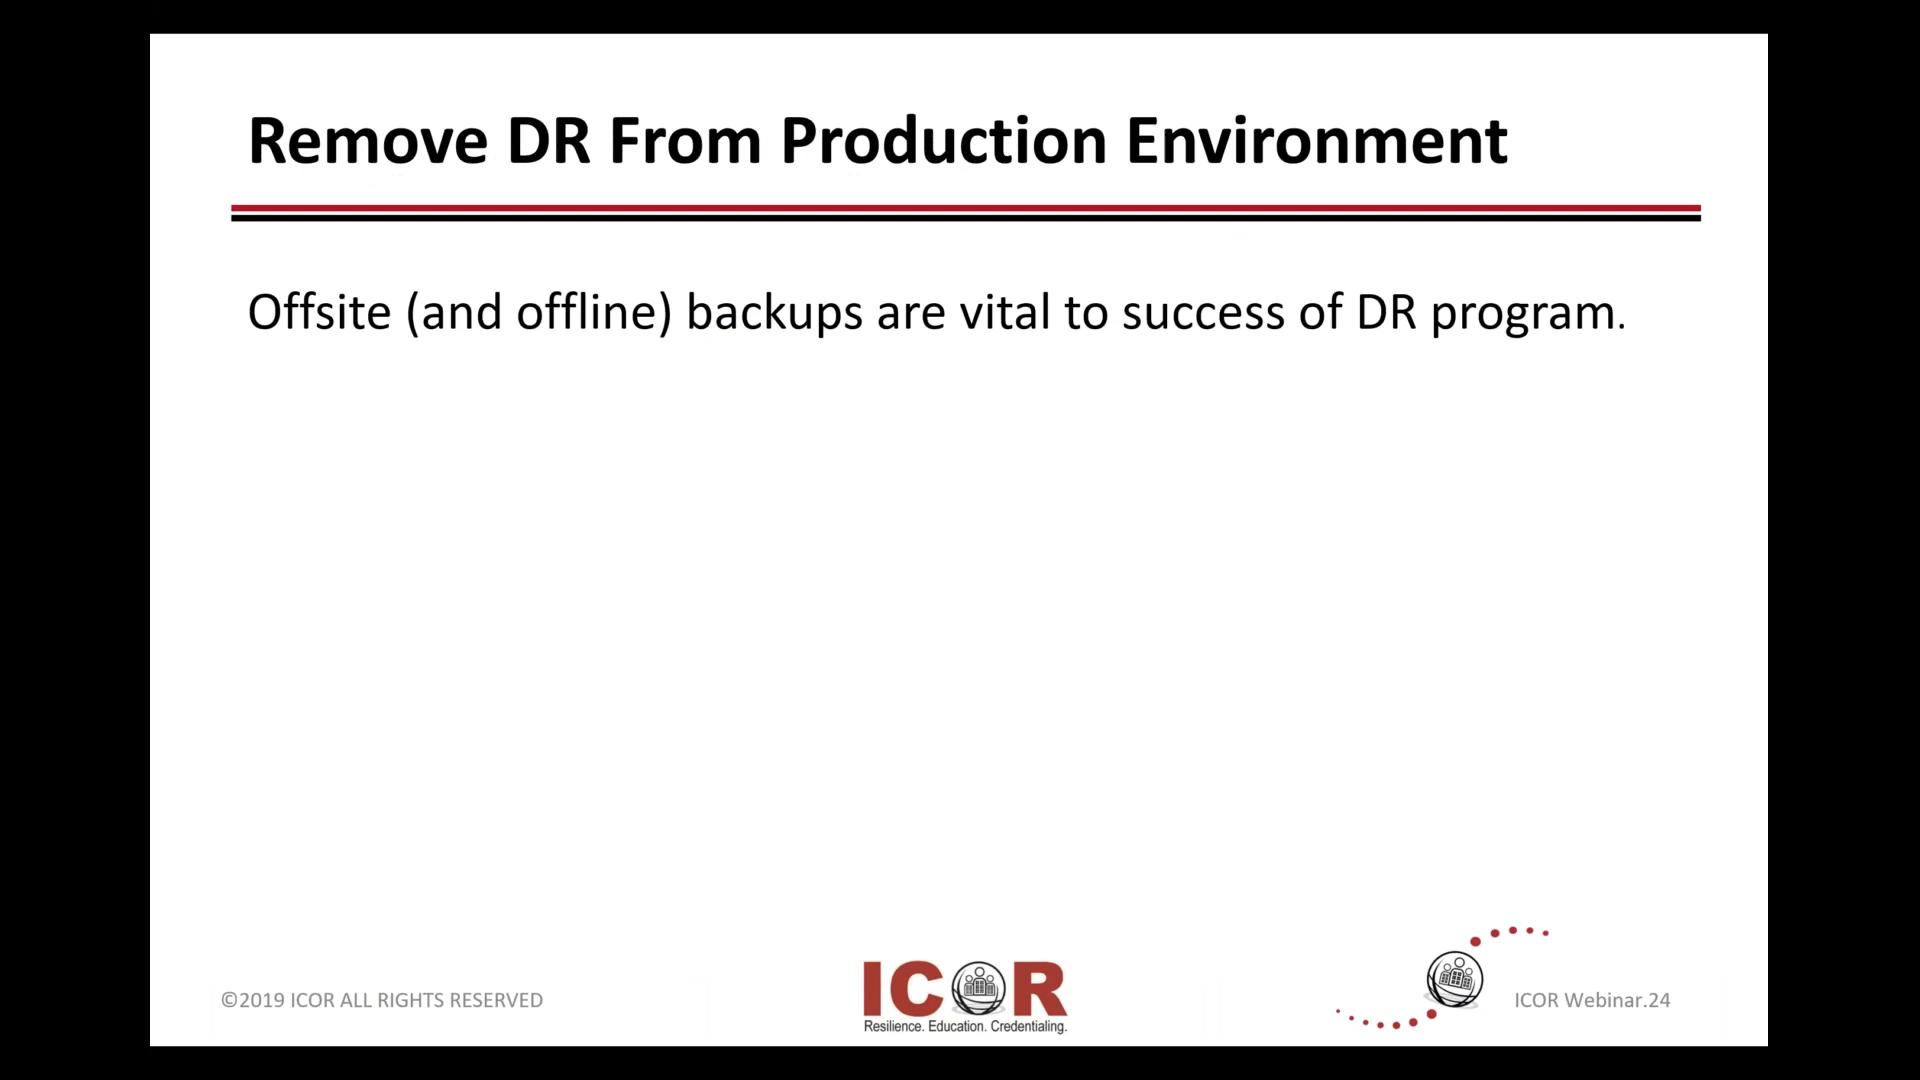 Remove DR From Production Environment
Offsite (and offline) backups are vital to success of DR program.
©2019 ICOR ALL RIGHTS RESERVED
ICOR
Resilience. Education. Credentialing.
ICOR Webinar.24